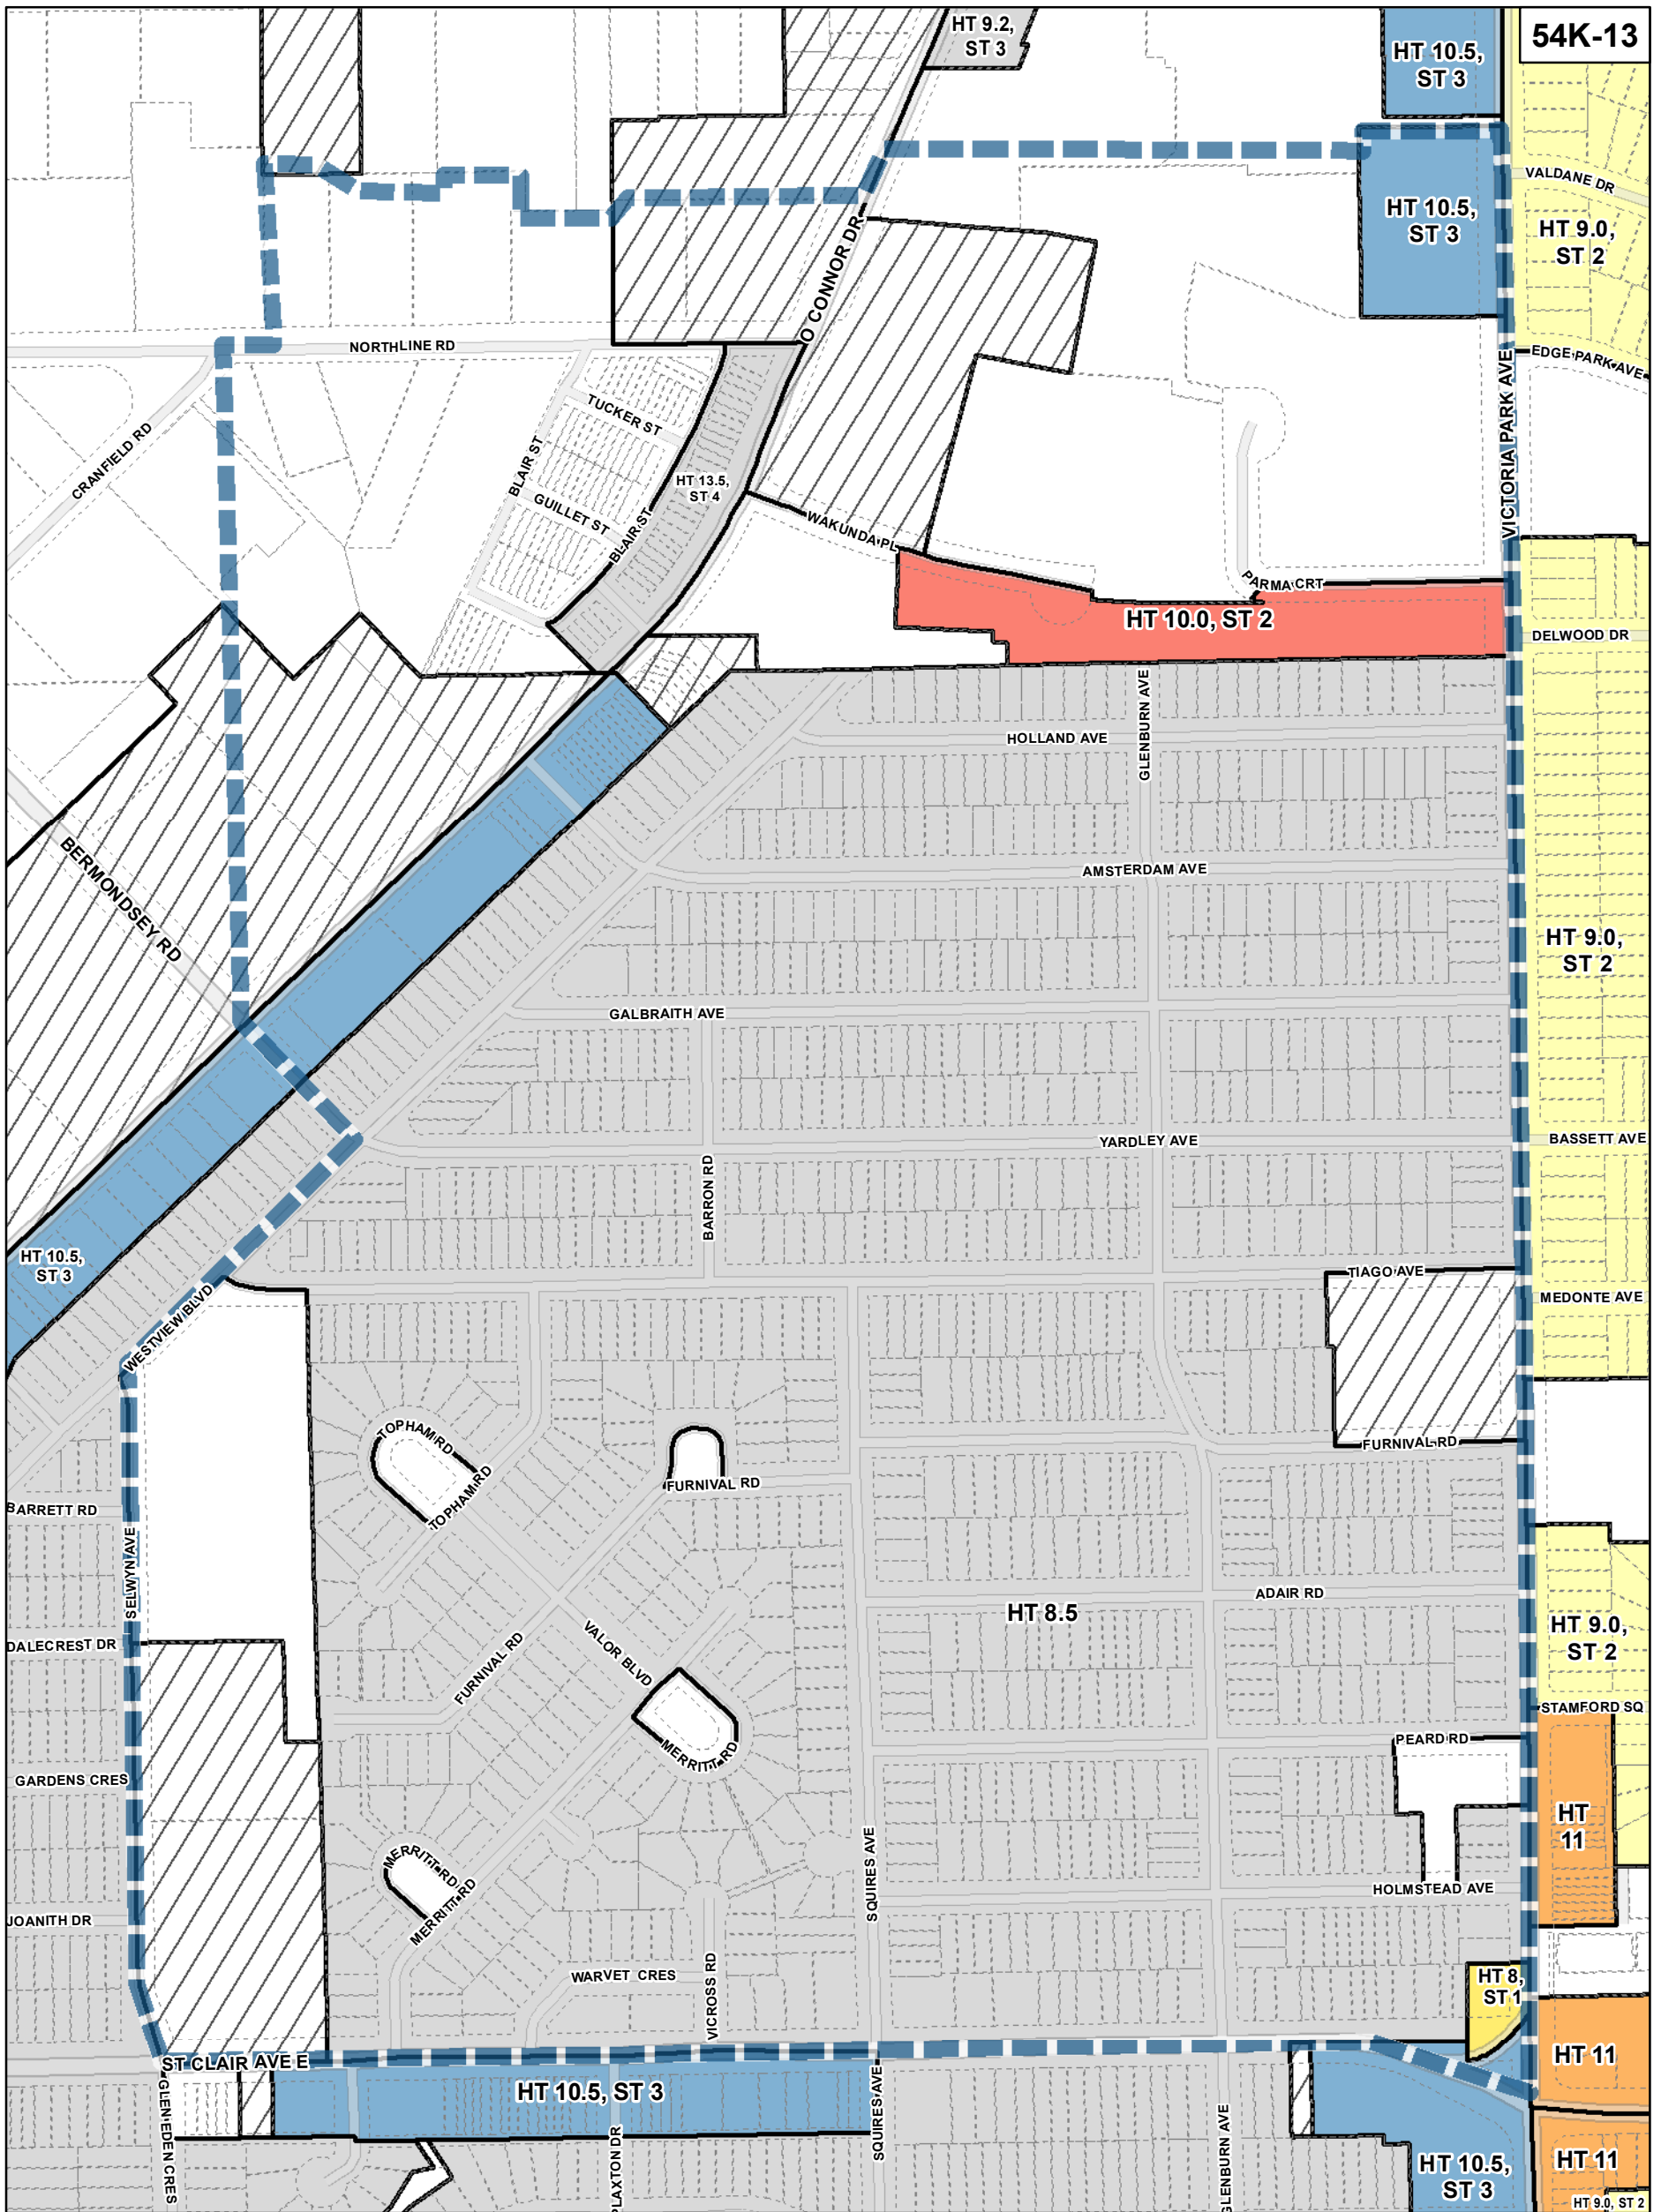 54K-13
HT 9.2,
ST 3
HT 10.5,
ST 3
VALDANE DR
HT 10.5,
ST 3
HT 9.0,
ST 2
O CONNOR DR
NORTHLINE RD
EDGE PARK AVE
VICTORIA PARK AVE
TUCKER ST
CRANFIELD RD
BLAIR ST
HT 13.5,
ST 4
GUILLET ST
BLAIR ST
WAKUNDA PL
PARMA CRT
HT 10.0, ST 2
DELWOOD DR
GLENBURN AVE
HOLLAND AVE
AMSTERDAM AVE
BERMONDSEY RD
HT 9.0,
ST 2
GALBRAITH AVE
YARDLEY AVE
BASSETT AVE
BARRON RD
HT 10.5,
ST 3
TIAGO AVE
MEDONTE AVE
WESTVIEW BLVD
TOPHAM RD
FURNIVAL RD
TOPHAM RD
FURNIVAL RD
BARRETT RD
SELWYN AVE
ADAIR RD
HT 8.5
HT 9.0,
ST 2
DALECREST DR
VALOR BLVD
FURNIVAL RD
STAMFORD SQ
MERRITT RD
PEARD RD
GARDENS CRES
HT
11
MERRITT RD
MERRITT RD
SQUIRES AVE
HOLMSTEAD AVE
JOANITH DR
WARVET CRES
VICROSS RD
HT 8,
ST 1
ST CLAIR AVE E
HT 11
GLEN EDEN CRES
HT 10.5, ST 3
SQUIRES AVE
LAXTON DR
GLENBURN AVE
HT 10.5,
ST 3
HT 11
HT 9.0, ST 2